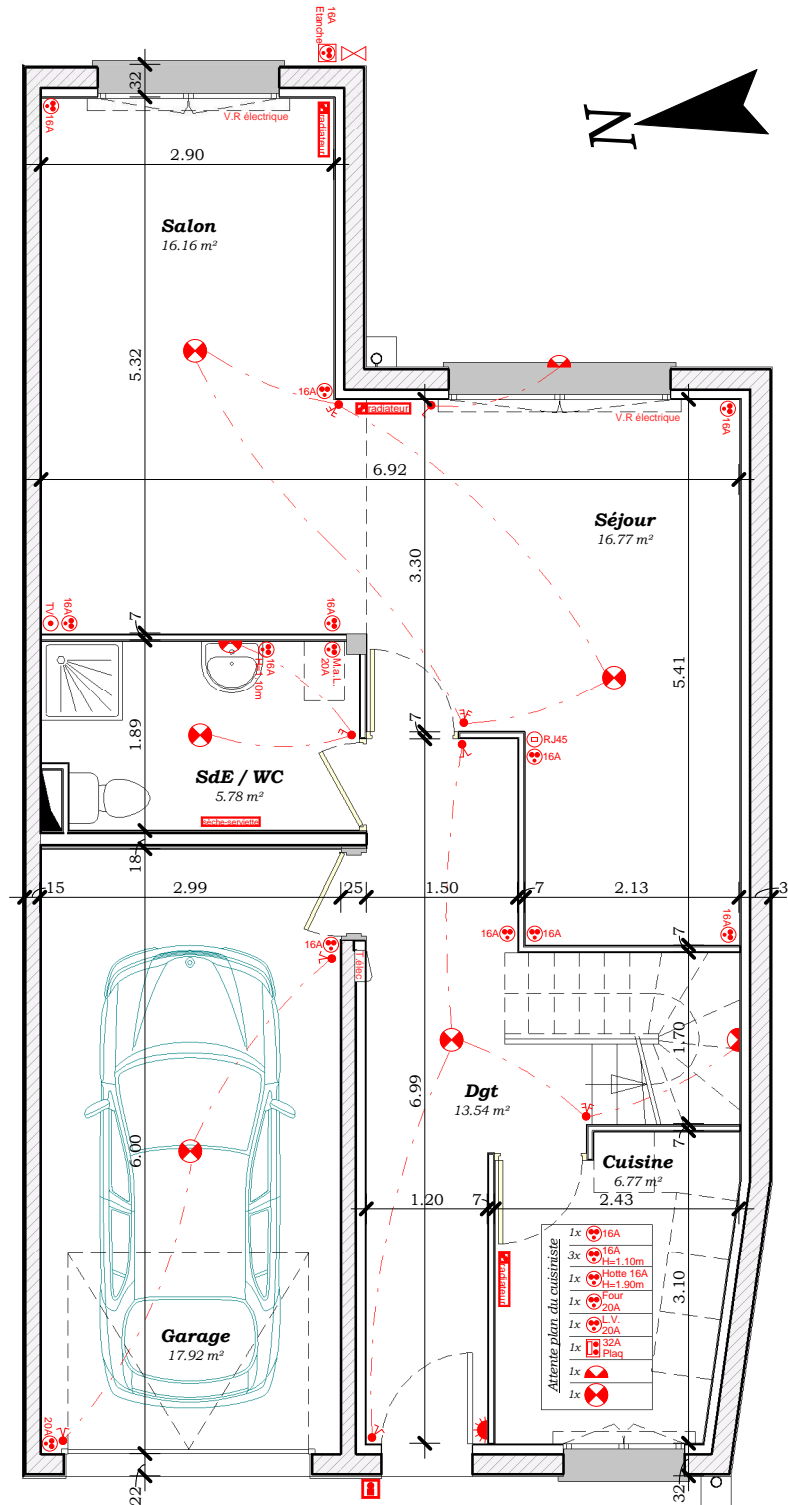 16A
Etanche
32
16A
V.R électrique
radiateur
N
2.90
Salon
16.16 m²
5.32
16A
radiateur
V.R électrique
16A
6.92
Séjour
16.77 m²
3.30
TV
16A
16A
7
5.41
16A
H=1.10m
M.a.L.
20A
1.89
7
RJ45
16A
SdE / WC
5.78 m²
sèche-serviette
18
15
2.99
25
1.50
7
2.13
3
16A
16A
16A
16A
7
T.élec
1.70
6.99
Dgt
13.54 m²
6.00
7
Cuisine
6.77 m²
1.20
7
2.43
radiateur
Attente plan du cuisiniste
1x 16A
3x 16A
H=1.10m
1x Hotte 16A
H=1.90m
1x Four
20A
1x L.V.
20A
1x 32A
Plaq
1x
1x
3.10
Garage
17.92 m²
20A
22
32